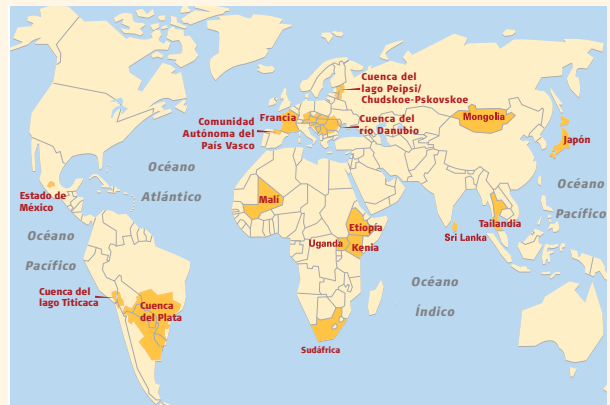 Cuenca del
lago Peipsi/
Chudskoe-Pskovskoe
Comunidad
Autónoma del
País Vasco
Francia
Cuenca del
río Danubio
Mongolia
Japón
Océano
Atlántico
Océano
Pacífico
Estado de
México
Malí
Etiopía
Uganda
Kenia
Tailandia
Sri Lanka
Océano
Pacífico
Océano
Índico
Cuenca del
lago Titicaca
Cuenca
del Plata
Sudáfrica